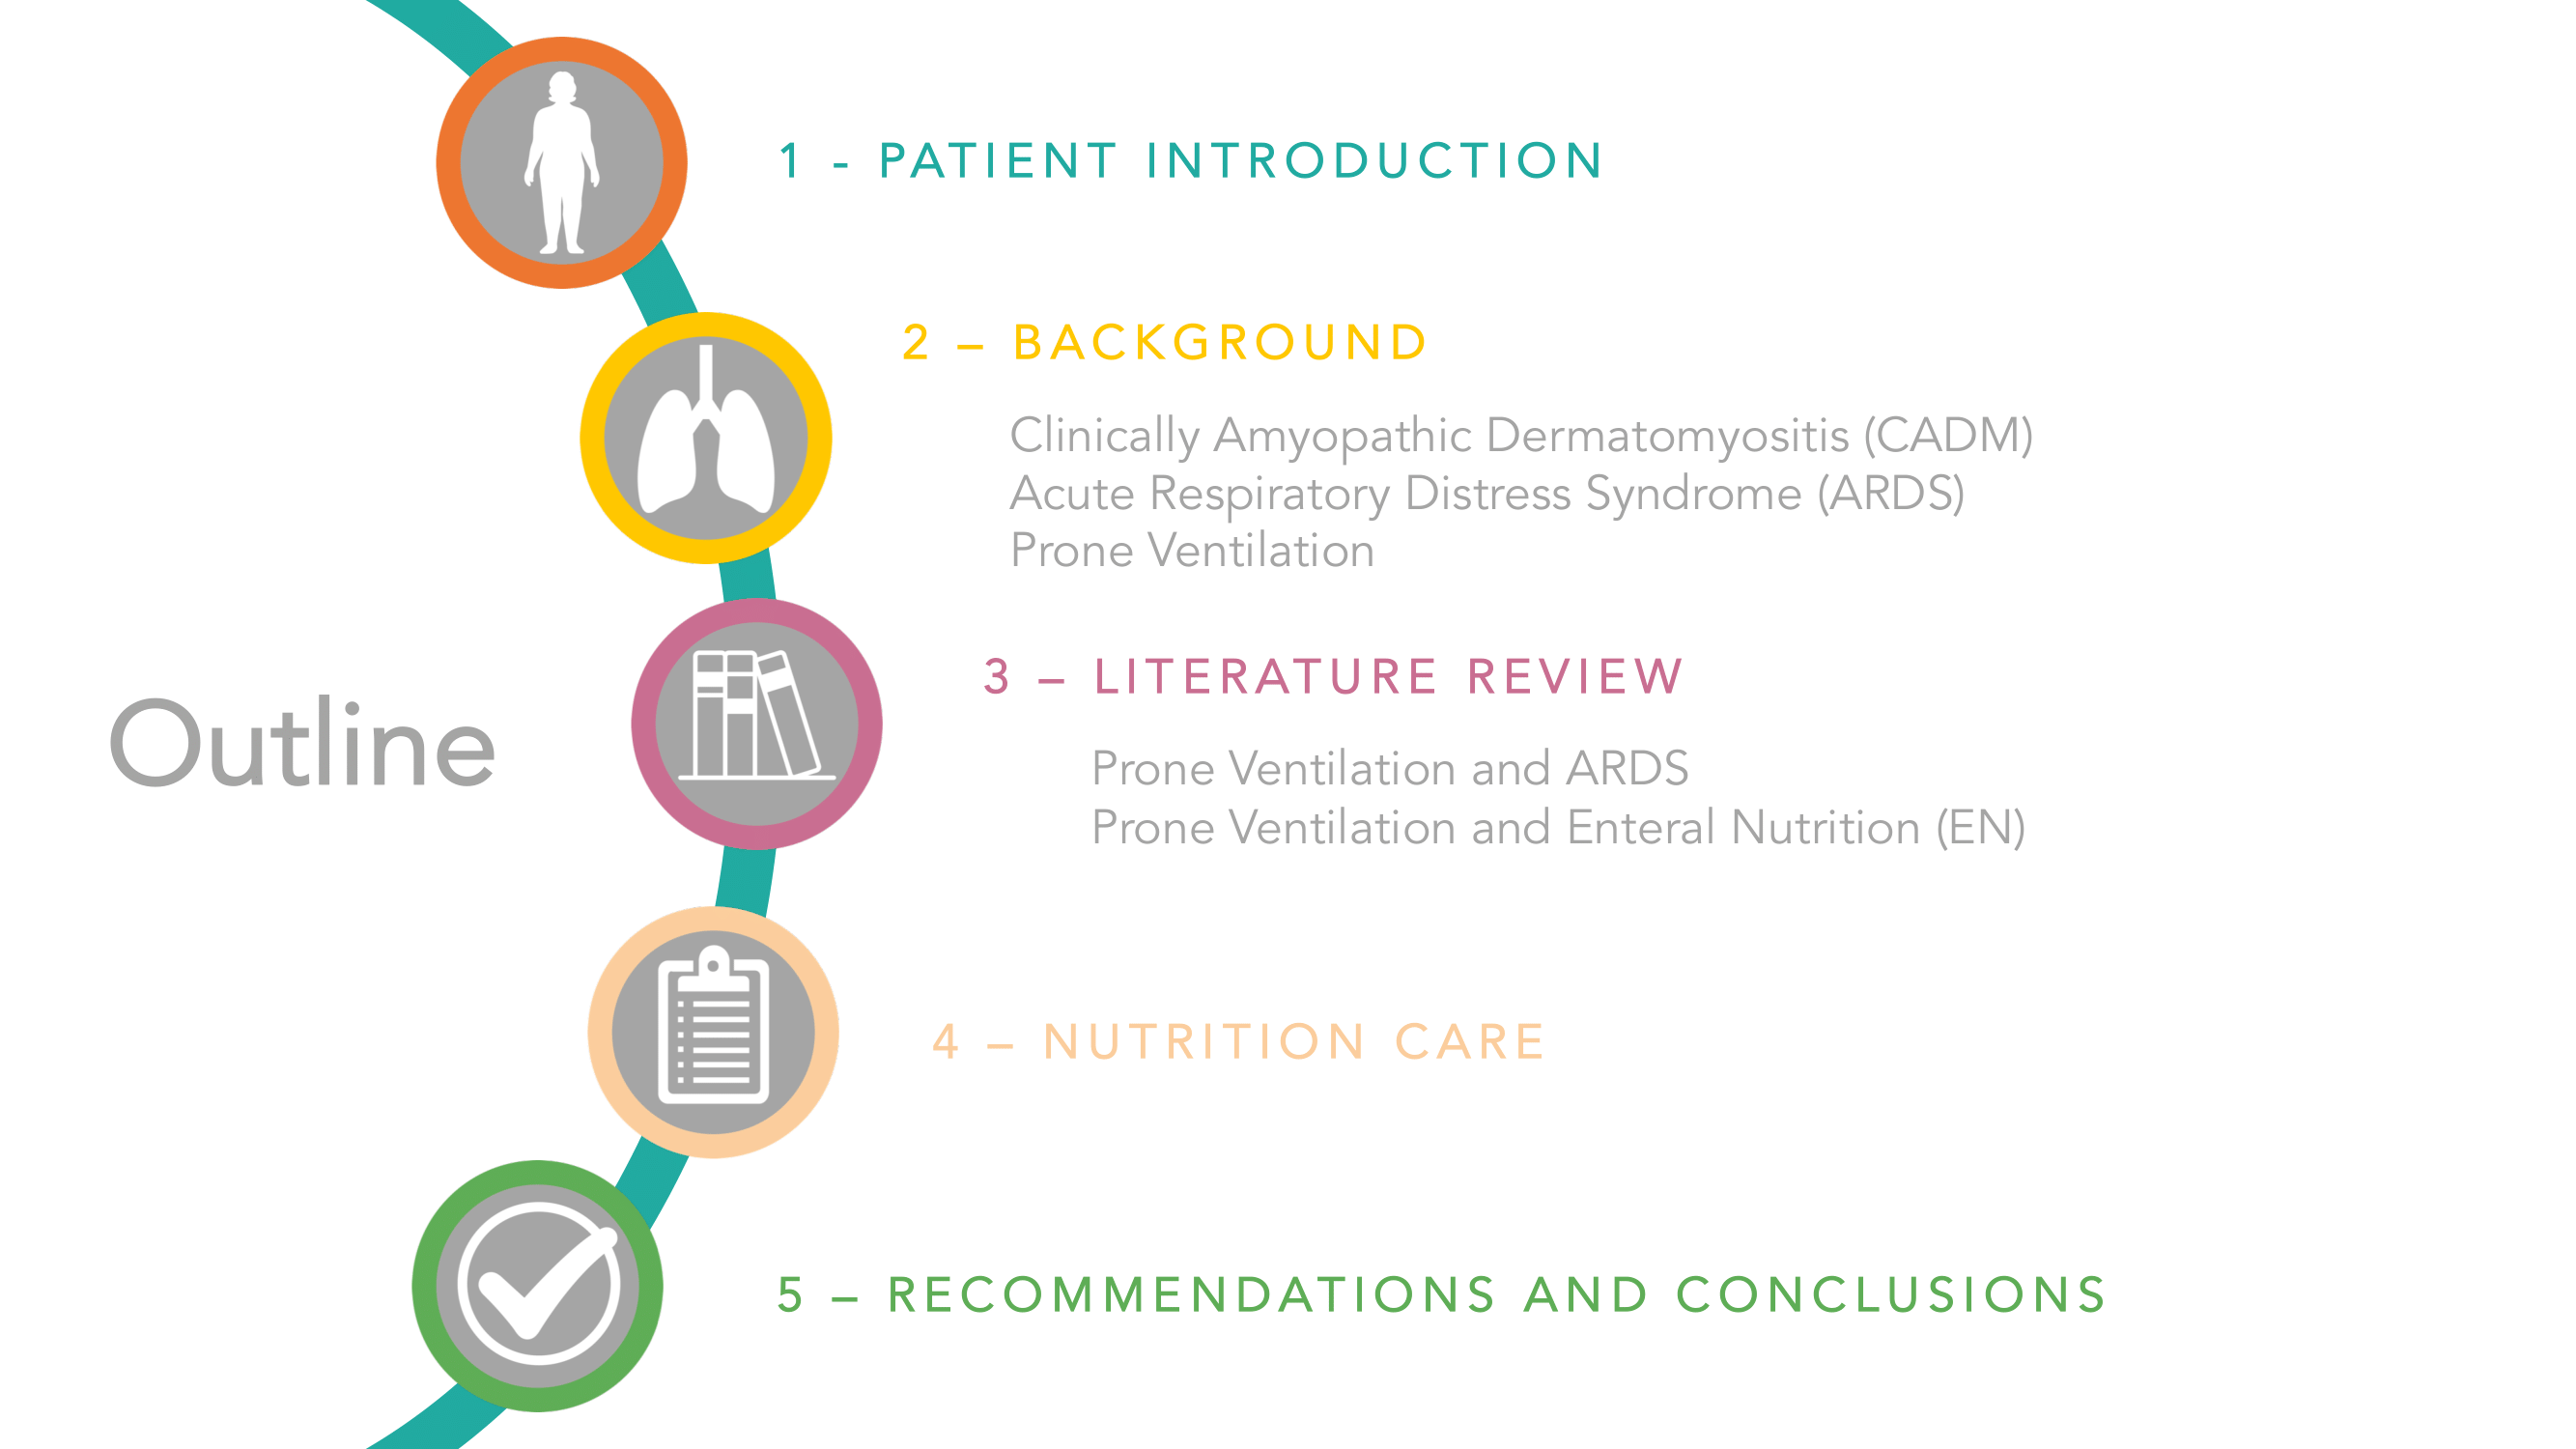 1 - PATIENT INTRODUCTION
2 – BACKGROUND
Clinically Amyopathic Dermatomyositis (CADM)
Acute Respiratory Distress Syndrome (ARDS)
Prone Ventilation
3 – LITERATURE REVIEW
Outline
Prone Ventilation and ARDS
Prone Ventilation and Enteral Nutrition (EN)
4 – NUTRITION CARE
5 – RECOMMENDATIONS AND CONCLUSIONS